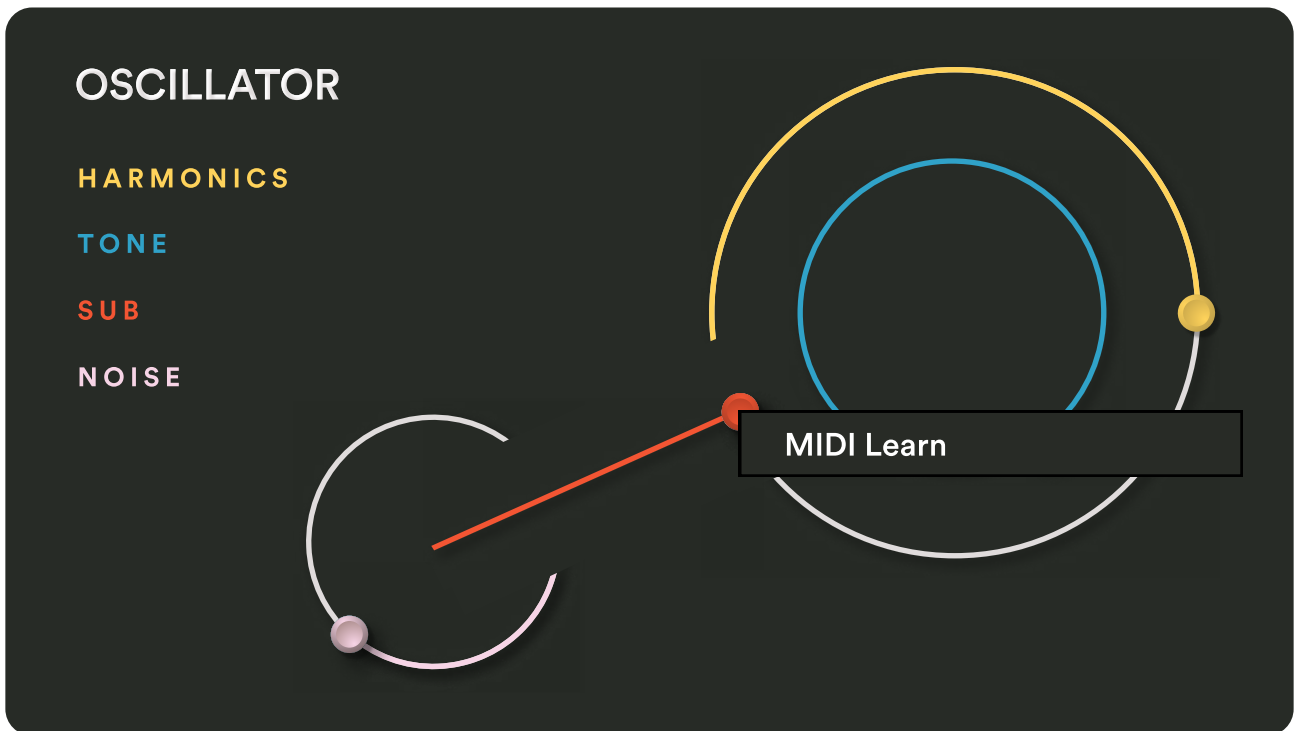 OSCILLATOR
HARMONICS
TONE
SUB
NOISE
MIDI Learn